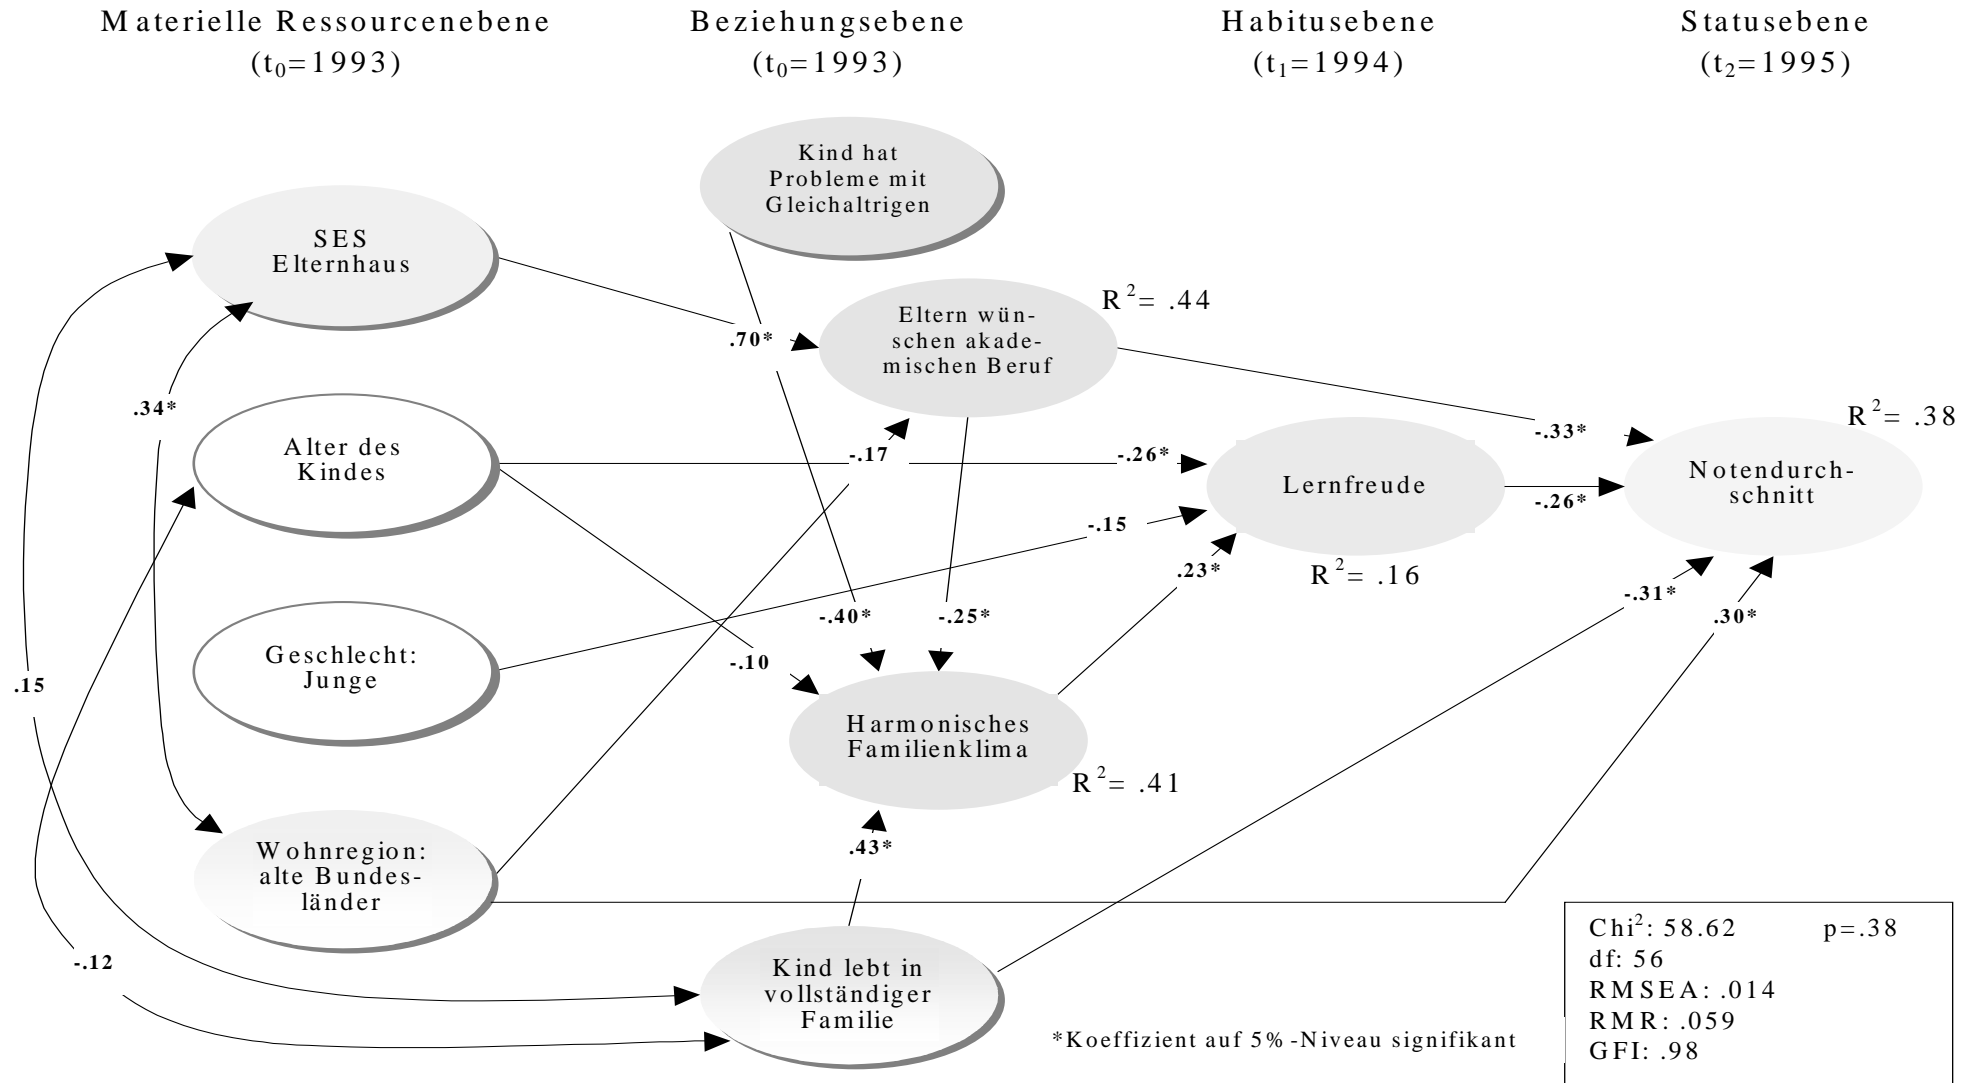 Materielle Ressourcenebene
(t₀=1993)
Beziehungsebene
(t₀=1993)
Habitusebene
(t₁=1994)
Statusebene
(t₂=1995)
Kind hat
Probleme mit
Gleichaltrigen
SES
Elternhaus
R²= .44
Eltern wün-
schen akade-
mischen Beruf
.70*
.34*
R²= .38
-.33*
Alter des
Kindes
-.17
-.26*
Lernfreude
Notendurch-
schnitt
-.26*
-.15
.23*
R²= .16
-.31*
.30*
-.40*
-.25*
Geschlecht:
Junge
-.10
.15
Harmonisches
Familienklima
R²= .41
.43*
Wohnregion:
alte Bundes-
länder
-.12
Kind lebt in
vollständiger
Familie
*Koeffizient auf 5%-Niveau signifikant
Chi²: 58.62 p=.38
df: 56
RMSEA: .014
RMR: .059
GFI: .98